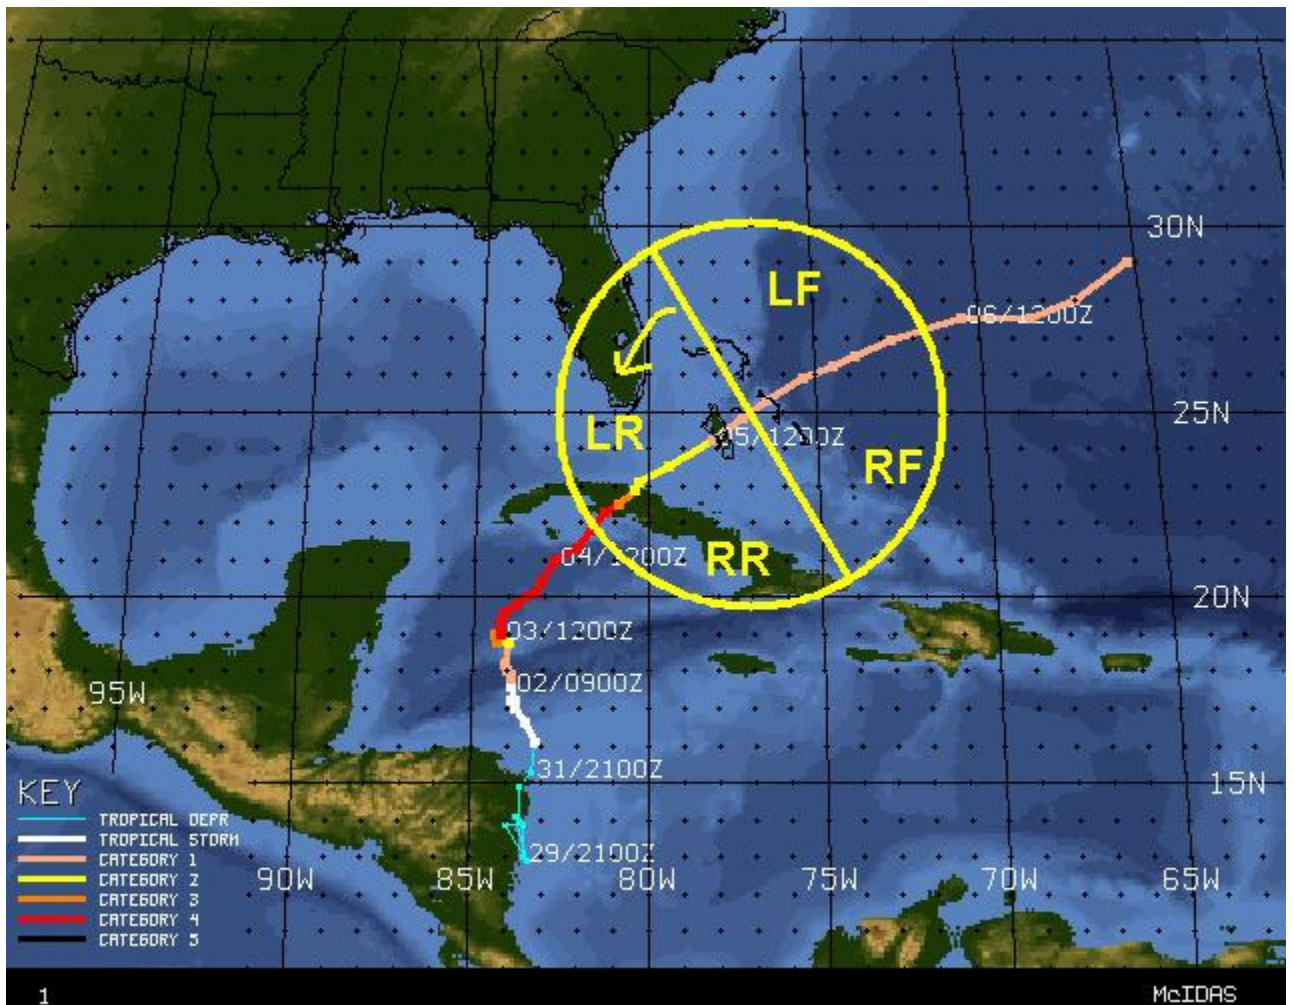 30N
LF
06/1200Z
25N
LR
05/1200Z
RF
RR
04/1200Z
20N
03/1200Z
02/0900Z
95W
31/2100Z
15N
KEY
TROPICAL DEPR
TROPICAL STORM
CATEGORY 1
CATEGORY 2
CATEGORY 3
CATEGORY 4
CATEGORY 5
29/2100Z
90W 85W 80W 75W 70W 65W
1 McIDAS